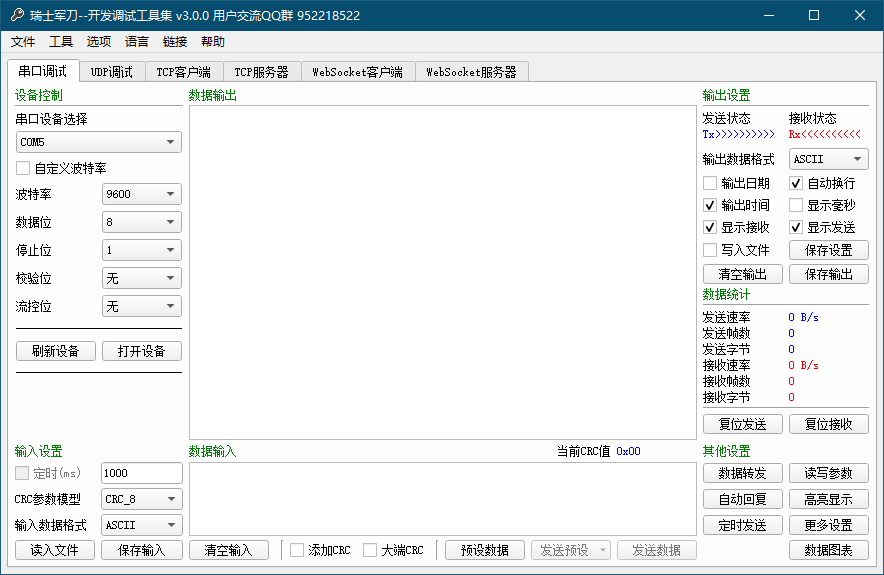 瑞士军刀--开发调试工具集 v3.0.0 用户交流QQ群 952218522
文件 工具 选项 语言 链接 帮助
串口调试 UDP调试 TCP客户端 TCP服务器 WebSocket客户端 WebSocket服务器
设备控制
串口设备选择
COM5
自定义波特率
波特率 9600
数据位 8
停止位 1
校验位 无
流控位 无
刷新设备 打开设备
输入设置
定时(ms) 1000
CRC参数模型 CRC_8
输入数据格式 ASCII
读入文件 保存输入
数据输出
数据输入 当前CRC值 0x00
清空输入 添加CRC 大端CRC 预设数据 发送预设 发送数据
输出设置
发送状态 接收状态
Tx>>>>>>>>>> Rx<<<<<<<<<<
输出数据格式 ASCII
输出日期 自动换行
输出时间 显示毫秒
显示接收 显示发送
写入文件 保存设置
清空输出 保存输出
数据统计
发送速率 0 B/s
发送帧数 0
发送字节 0
接收速率 0 B/s
接收帧数 0
接收字节 0
复位发送 复位接收
其他设置
数据转发 读写参数
自动回复 高亮显示
定时发送 更多设置
数据图表